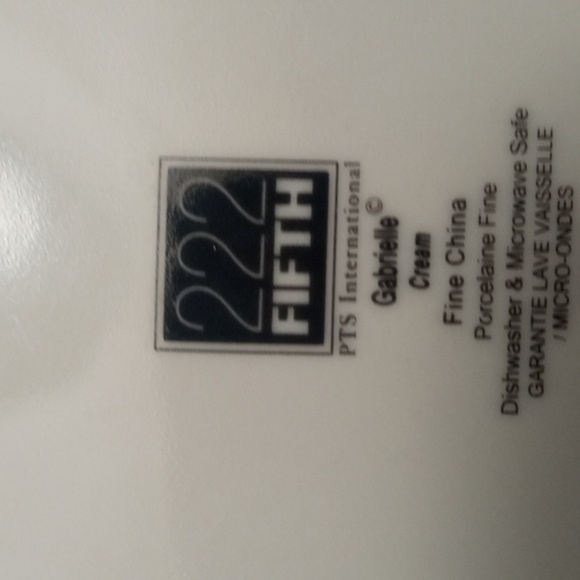 222
FIFTH
PTS International
Gabrielle©
Cream
Fine China
Porcelaine Fine
Dishwasher & Microwave Safe
GARANTIE LAVE VAISSELLE
/ MICRO-ONDES